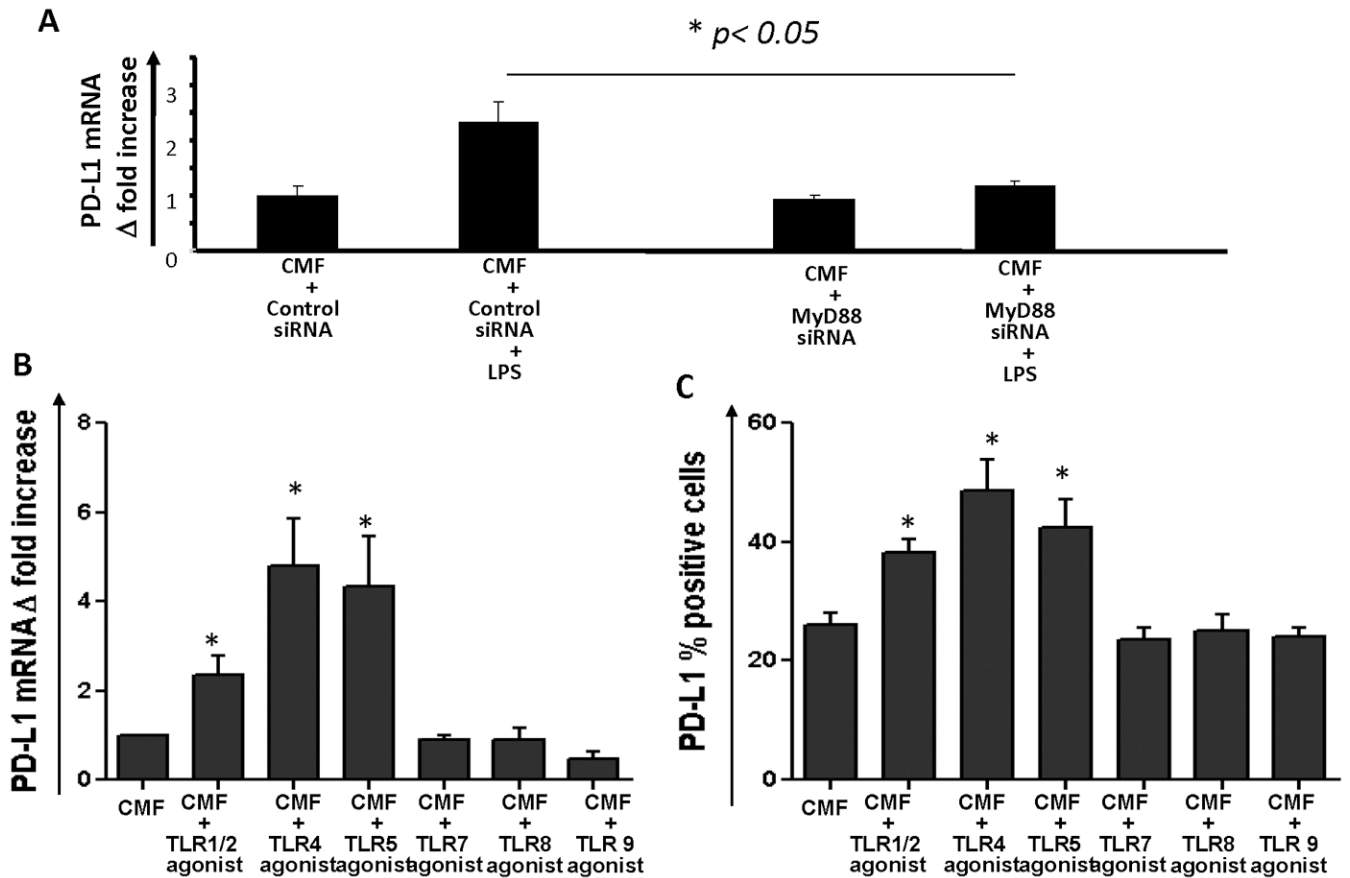 A
* p< 0.05
PD-L1 mRNA
Δ fold increase
3
2
1
0
CMF
+
Control
siRNA
CMF
+
Control
siRNA
+
LPS
CMF
+
MyD88
siRNA
CMF
+
MyD88
siRNA
+
LPS
B
PD-L1 mRNA Δ fold increase
8
6
4
2
0
*
*
*
CMF
CMF
+
TLR1/2
agonist
CMF
+
TLR4
agonist
CMF
+
TLR5
agonist
CMF
+
TLR7
agonist
CMF
+
TLR8
agonist
CMF
+
TLR 9
agonist
C
PD-L1 % positive cells
60
40
20
0
*
*
*
CMF
CMF
+
TLR1/2
agonist
CMF
+
TLR4
agonist
CMF
+
TLR5
agonist
CMF
+
TLR7
agonist
CMF
+
TLR8
agonist
CMF
+
TLR 9
agonist